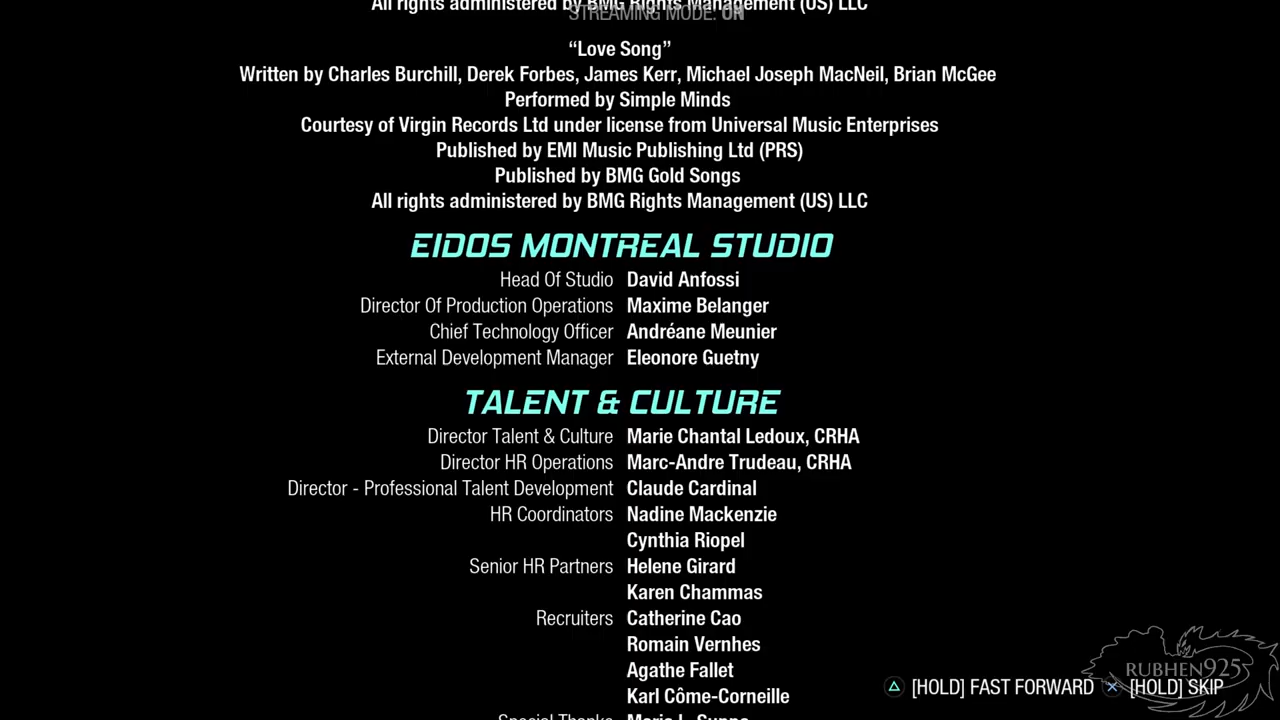 All rights administered by BMG Rights Management (US) LLC
STREAMING MODE: ON
“Love Song”
Written by Charles Burchill, Derek Forbes, James Kerr, Michael Joseph MacNeil, Brian McGee
Performed by Simple Minds
Courtesy of Virgin Records Ltd under license from Universal Music Enterprises
Published by EMI Music Publishing Ltd (PRS)
Published by BMG Gold Songs
All rights administered by BMG Rights Management (US) LLC
EIDOS MONTREAL STUDIO
Head Of Studio David Anfossi
Director Of Production Operations Maxime Belanger
Chief Technology Officer Andréane Meunier
External Development Manager Eleonore Guetny
TALENT & CULTURE
Director Talent & Culture Marie Chantal Ledoux, CRHA
Director HR Operations Marc-Andre Trudeau, CRHA
Director - Professional Talent Development Claude Cardinal
HR Coordinators Nadine Mackenzie
Cynthia Riopel
Senior HR Partners Helene Girard
Karen Chammas
Recruiters Catherine Cao
Romain Vernhes
Agathe Fallet
Karl Côme-Corneille
RUBHEN925
[HOLD] FAST FORWARD [HOLD] SKIP
Special Thanks